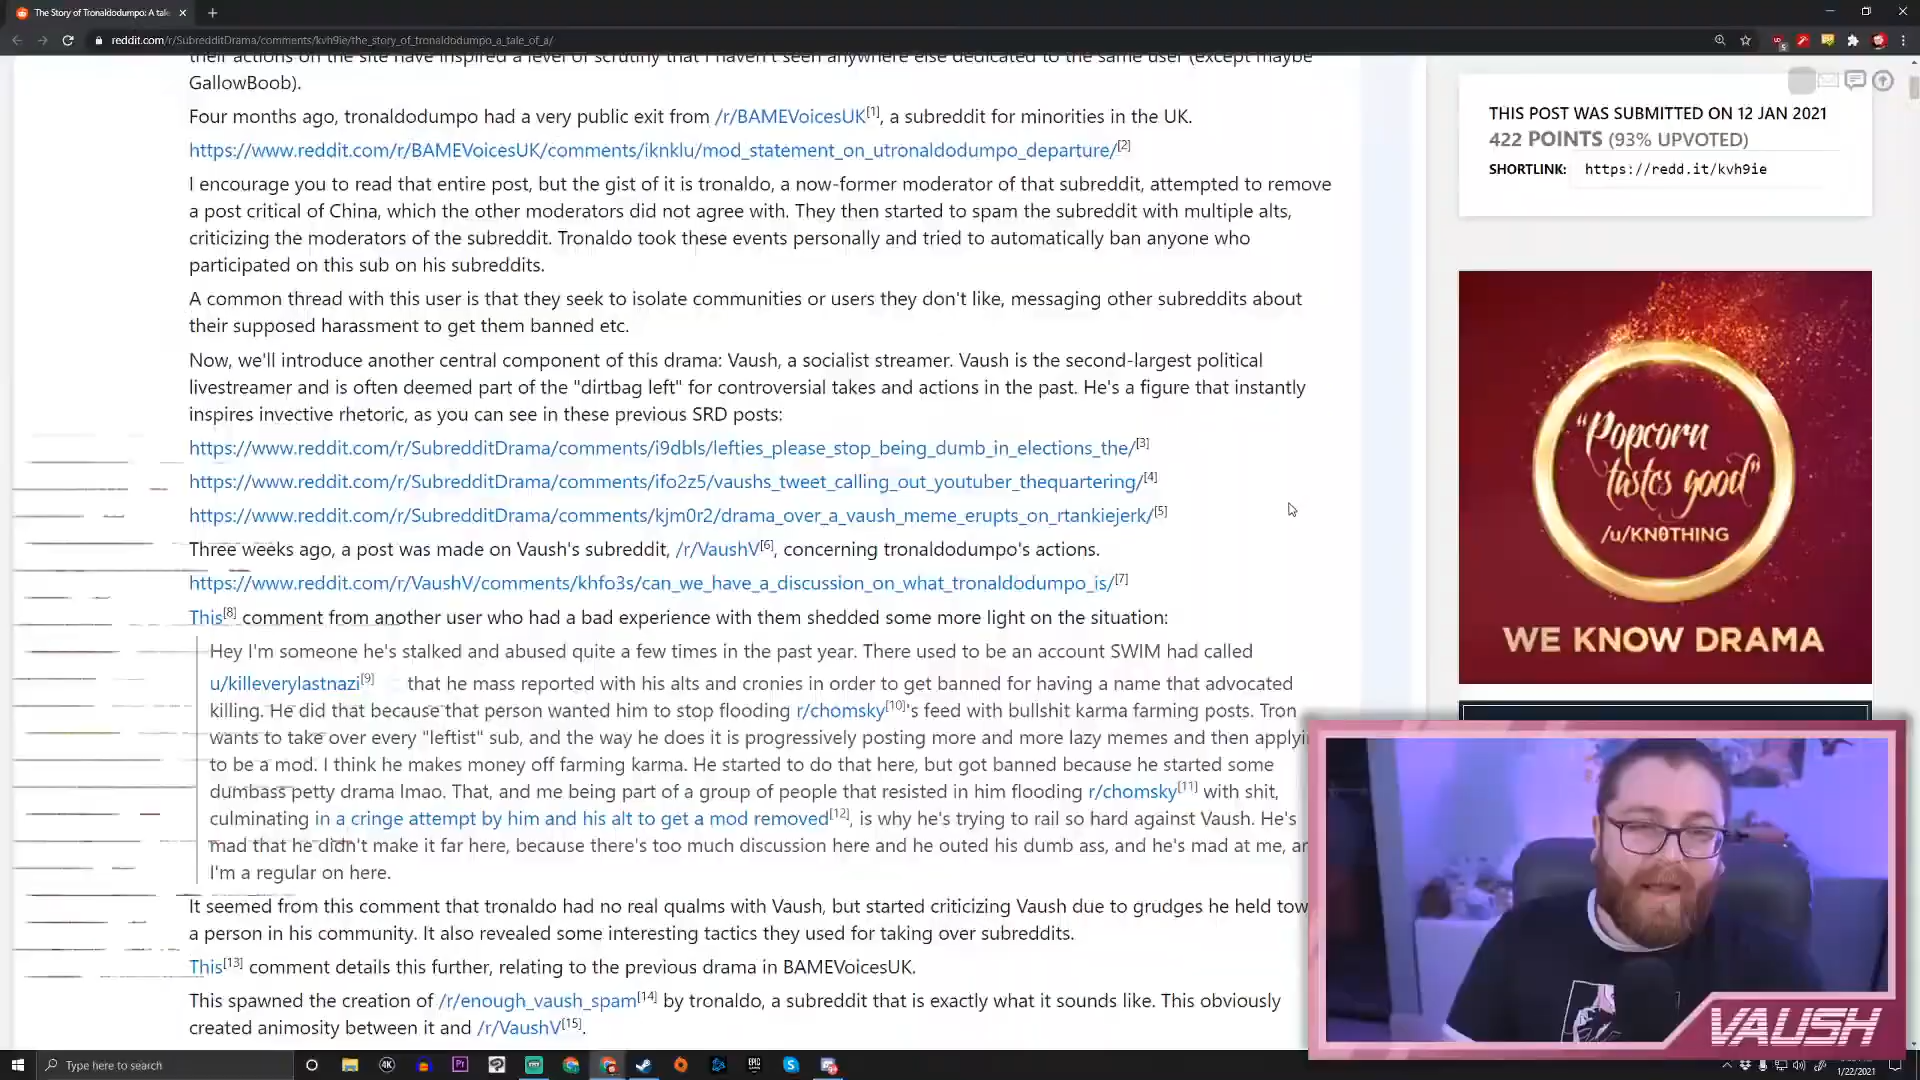 The Story of Tronaldodumpo: A tale
reddit.com/r/SubredditDrama/comments/kvh9ie/the_story_of_tronaldodumpo_a_tale_of_a/
their actions on the site have inspired a level of scrutiny that I haven't seen anywhere else dedicated to the same user (except maybe
GallowBoob).
Four months ago, tronaldodumpo had a very public exit from /r/BAMEVoicesUK[1], a subreddit for minorities in the UK.
https://www.reddit.com/r/BAMEVoicesUK/comments/iknklu/mod_statement_on_utronaldodumpo_departure/[2]
I encourage you to read that entire post, but the gist of it is tronaldo, a now-former moderator of that subreddit, attempted to remove
a post critical of China, which the other moderators did not agree with. They then started to spam the subreddit with multiple alts,
criticizing the moderators of the subreddit. Tronaldo took these events personally and tried to automatically ban anyone who
participated on this sub on his subreddits.
A common thread with this user is that they seek to isolate communities or users they don't like, messaging other subreddits about
their supposed harassment to get them banned etc.
Now, we'll introduce another central component of this drama: Vaush, a socialist streamer. Vaush is the second-largest political
livestreamer and is often deemed part of the "dirtbag left" for controversial takes and actions in the past. He's a figure that instantly
inspires invective rhetoric, as you can see in these previous SRD posts:
https://www.reddit.com/r/SubredditDrama/comments/i9dbls/lefties_please_stop_being_dumb_in_elections_the/[3]
https://www.reddit.com/r/SubredditDrama/comments/ifo2z5/vaushs_tweet_calling_out_youtuber_thequartering/[4]
https://www.reddit.com/r/SubredditDrama/comments/kjm0r2/drama_over_a_vaush_meme_erupts_on_rtankiejerk/[5]
Three weeks ago, a post was made on Vaush's subreddit, /r/VaushV[6], concerning tronaldodumpo's actions.
https://www.reddit.com/r/VaushV/comments/khfo3s/can_we_have_a_discussion_on_what_tronaldodumpo_is/[7]
This[8] comment from another user who had a bad experience with them shedded some more light on the situation:
Hey I'm someone he's stalked and abused quite a few times in the past year. There used to be an account SWIM had called
u/killeverylastnazi[9] that he mass reported with his alts and cronies in order to get banned for having a name that advocated
killing. He did that because that person wanted him to stop flooding r/chomsky[10]'s feed with bullshit karma farming posts. Tron
wants to take over every "leftist" sub, and the way he does it is progressively posting more and more lazy memes and then applyi
to be a mod. I think he makes money off farming karma. He started to do that here, but got banned because he started some
dumbass petty drama lmao. That, and me being part of a group of people that resisted in him flooding r/chomsky[11] with shit,
culminating in a cringe attempt by him and his alt to get a mod removed[12], is why he's trying to rail so hard against Vaush. He's
mad that he didn't make it far here, because there's too much discussion here and he outed his dumb ass, and he's mad at me, an
I'm a regular on here.
It seemed from this comment that tronaldo had no real qualms with Vaush, but started criticizing Vaush due to grudges he held tow
a person in his community. It also revealed some interesting tactics they used for taking over subreddits.
This[13] comment details this further, relating to the previous drama in BAMEVoicesUK.
This spawned the creation of /r/enough_vaush_spam[14] by tronaldo, a subreddit that is exactly what it sounds like. This obviously
created animosity between it and /r/VaushV[15].
THIS POST WAS SUBMITTED ON 12 JAN 2021
422 POINTS (93% UPVOTED)
SHORTLINK: https://redd.it/kvh9ie
"Popcorn
tastes good"
/u/KN0THING
WE KNOW DRAMA
VAUSH
Type here to search
1/22/2021